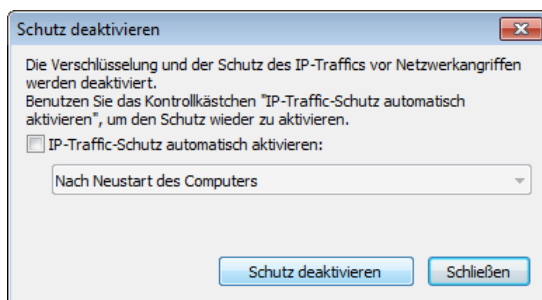 Schutz deaktivieren
Die Verschlüsselung und der Schutz des IP-Traffics vor Netzwerkangriffen
werden deaktiviert.
Benutzen Sie das Kontrollkästchen "IP-Traffic-Schutz automatisch
aktivieren", um den Schutz wieder zu aktivieren.
IP-Traffic-Schutz automatisch aktivieren:
Nach Neustart des Computers
Schutz deaktivieren Schließen